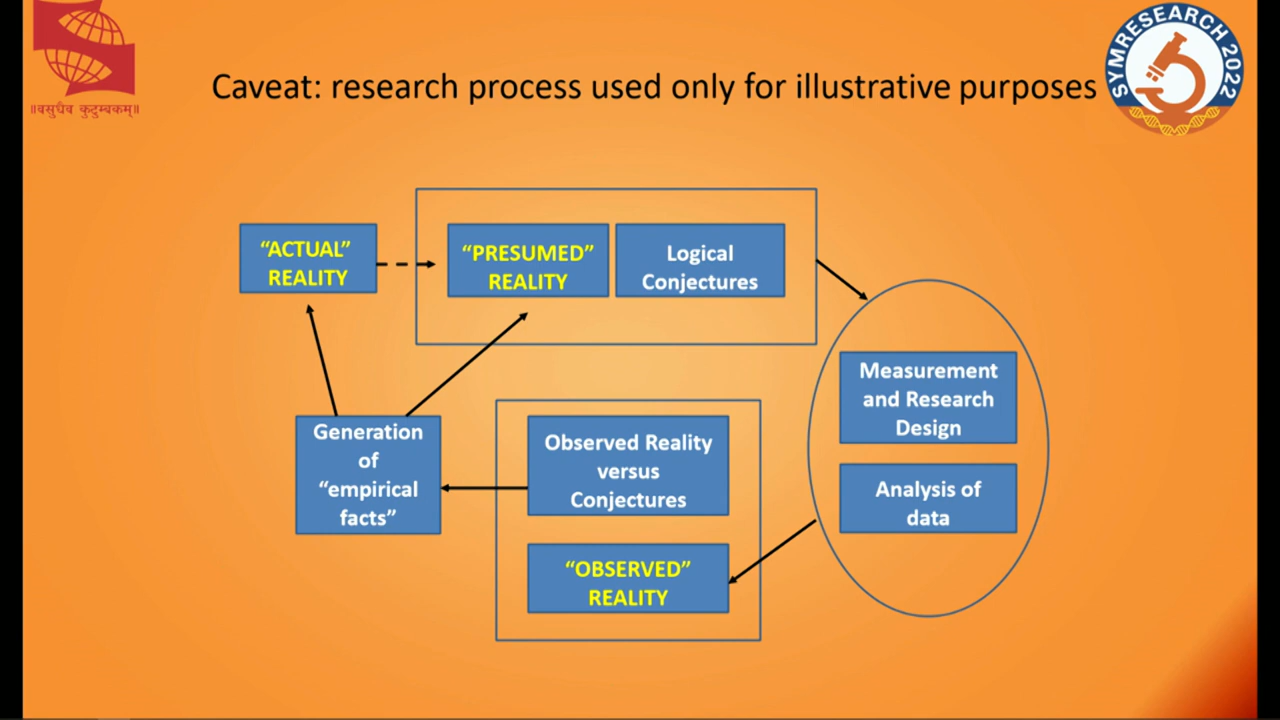 ॥वसुधैव कुटुम्बकम्॥
Caveat: research process used only for illustrative purposes
SYMRESEARCH 2022
“ACTUAL”
REALITY
“PRESUMED”
REALITY
Logical
Conjectures
Measurement
and Research
Design
Analysis of
data
Generation
of
“empirical
facts”
Observed Reality
versus
Conjectures
“OBSERVED”
REALITY